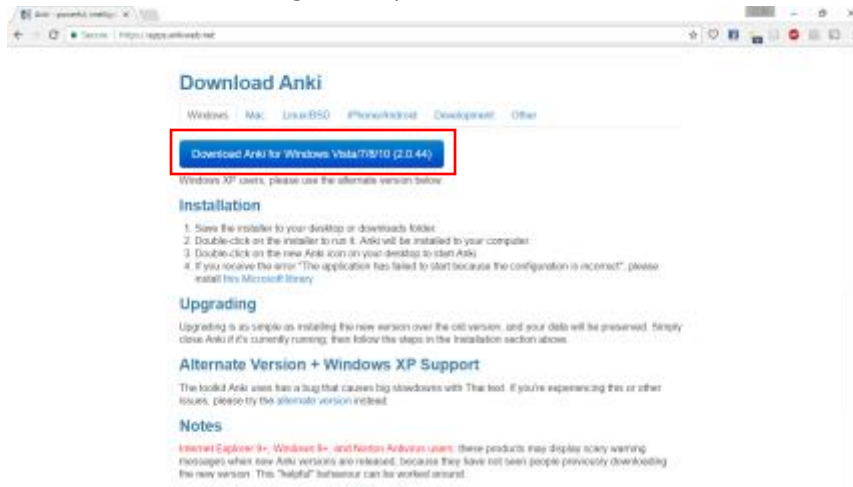 Download Anki
Windows Mac Linux/BSD iPhone/Android Development Other
Download Anki for Windows Vista/7/8/10 (2.0.44)
Windows XP users, please use the alternate version below.
Installation
1. Save the installer to your desktop or downloads folder.
2. Double-click on the installer to run it. Anki will be installed to your computer.
3. Double-click on the new Anki icon on your desktop to start Anki.
4. If you receive the error "The application has failed to start because the configuration is incorrect", please
install this Microsoft library.
Upgrading
Upgrading is as simple as installing the new version over the old version, and your data will be preserved. Simply
close Anki if it's currently running, then follow the steps in the Installation section above.
Alternate Version + Windows XP Support
The toolkit Anki uses has a bug that causes big slowdowns with Thai text. If you're experiencing this or other
issues, please try the alternate version instead.
Notes
Internet Explorer 9+, Windows 8+, and Norton Antivirus users: these products may display scary warning
messages when new Anki versions are released, because they have not seen people previously downloading
the new version. This "helpful" behaviour can be worked around.